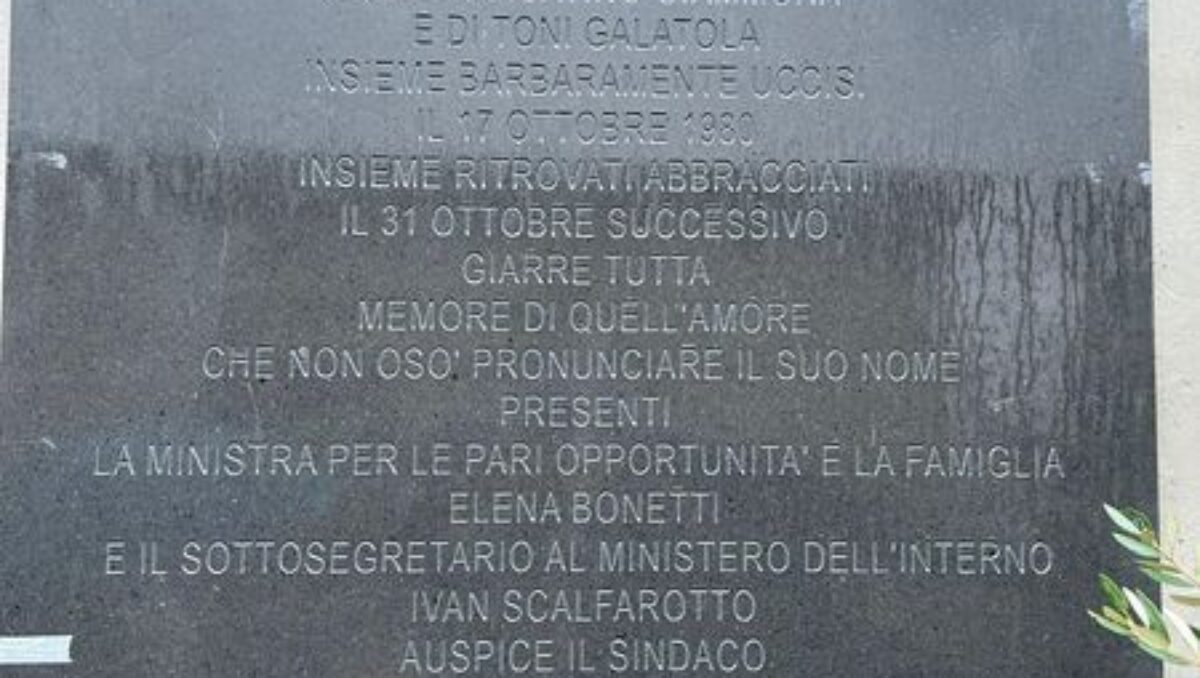 E DI TONI GALATOLA
INSIEME BARBARAMENTE UCCISI
IL 17 OTTOBRE 1980
INSIEME RITROVATI ABBRACCIATI
IL 31 OTTOBRE SUCCESSIVO
GIARRE TUTTA
MEMORE DI QUELL'AMORE
CHE NON OSO' PRONUNCIARE IL SUO NOME
PRESENTI
LA MINISTRA PER LE PARI OPPORTUNITA' E LA FAMIGLIA
ELENA BONETTI
E IL SOTTOSEGRETARIO AL MINISTERO DELL'INTERNO
IVAN SCALFAROTTO
AUSPICE IL SINDACO